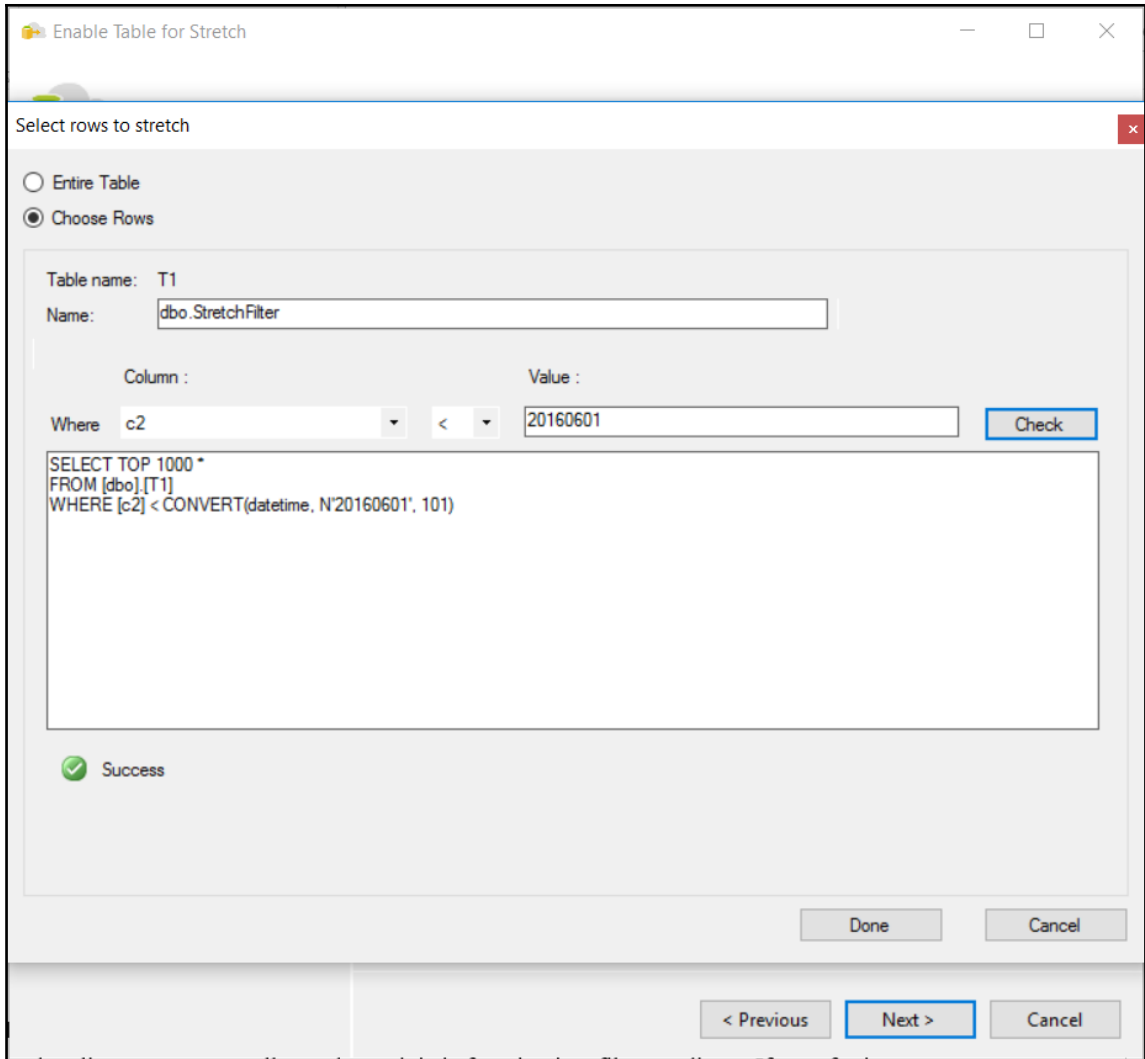 Enable Table for Stretch
Select rows to stretch
Entire Table
Choose Rows
Table name: T1
Name: dbo.StretchFilter
Column : Value :
Where c2 < 20160601 Check
SELECT TOP 1000 *
FROM [dbo].[T1]
WHERE [c2] < CONVERT(datetime, N'20160601', 101)
Success
Done Cancel
< Previous Next > Cancel